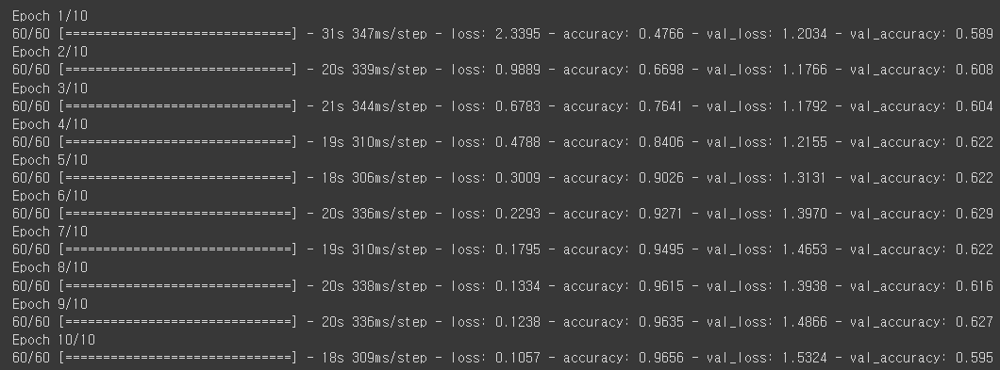 Epoch 1/10
60/60 [==============================] - 31s 347ms/step - loss: 2.3395 - accuracy: 0.4766 - val_loss: 1.2034 - val_accuracy: 0.589
Epoch 2/10
60/60 [==============================] - 20s 339ms/step - loss: 0.9889 - accuracy: 0.6698 - val_loss: 1.1766 - val_accuracy: 0.608
Epoch 3/10
60/60 [==============================] - 21s 344ms/step - loss: 0.6783 - accuracy: 0.7641 - val_loss: 1.1792 - val_accuracy: 0.604
Epoch 4/10
60/60 [==============================] - 19s 310ms/step - loss: 0.4788 - accuracy: 0.8406 - val_loss: 1.2155 - val_accuracy: 0.622
Epoch 5/10
60/60 [==============================] - 18s 306ms/step - loss: 0.3009 - accuracy: 0.9026 - val_loss: 1.3131 - val_accuracy: 0.622
Epoch 6/10
60/60 [==============================] - 20s 336ms/step - loss: 0.2293 - accuracy: 0.9271 - val_loss: 1.3970 - val_accuracy: 0.629
Epoch 7/10
60/60 [==============================] - 19s 310ms/step - loss: 0.1795 - accuracy: 0.9495 - val_loss: 1.4653 - val_accuracy: 0.622
Epoch 8/10
60/60 [==============================] - 20s 338ms/step - loss: 0.1334 - accuracy: 0.9615 - val_loss: 1.3938 - val_accuracy: 0.616
Epoch 9/10
60/60 [==============================] - 20s 336ms/step - loss: 0.1238 - accuracy: 0.9635 - val_loss: 1.4866 - val_accuracy: 0.627
Epoch 10/10
60/60 [==============================] - 18s 309ms/step - loss: 0.1057 - accuracy: 0.9656 - val_loss: 1.5324 - val_accuracy: 0.595